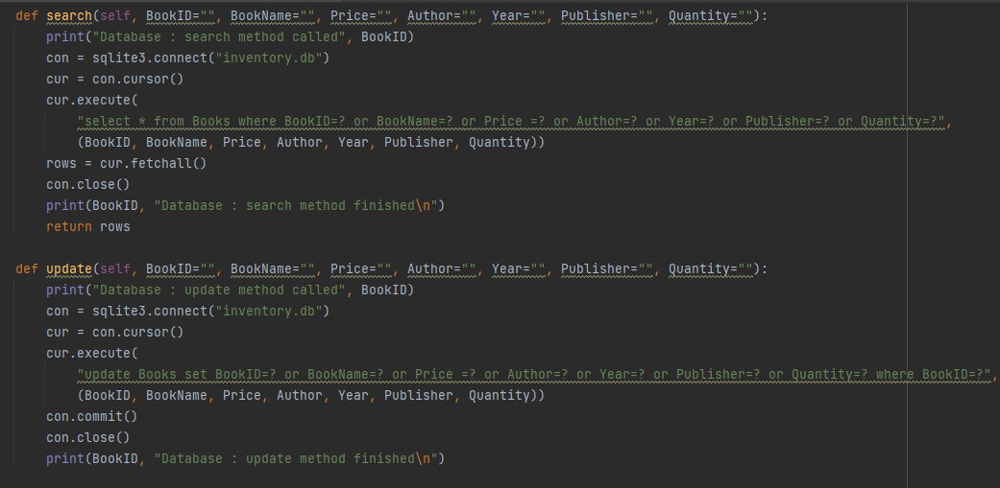 def search(self, BookID="", BookName="", Price="", Author="", Year="", Publisher="", Quantity=""):
print("Database : search method called", BookID)
con = sqlite3.connect("inventory.db")
cur = con.cursor()
cur.execute(
"select * from Books where BookID=? or BookName=? or Price =? or Author=? or Year=? or Publisher=? or Quantity=?",
(BookID, BookName, Price, Author, Year, Publisher, Quantity))
rows = cur.fetchall()
con.close()
print(BookID, "Database : search method finished\n")
return rows
def update(self, BookID="", BookName="", Price="", Author="", Year="", Publisher="", Quantity=""):
print("Database : update method called", BookID)
con = sqlite3.connect("inventory.db")
cur = con.cursor()
cur.execute(
"update Books set BookID=? or BookName=? or Price =? or Author=? or Year=? or Publisher=? or Quantity=? where BookID=?",
(BookID, BookName, Price, Author, Year, Publisher, Quantity))
con.commit()
con.close()
print(BookID, "Database : update method finished\n")